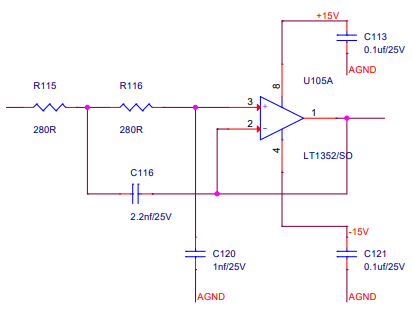 +15V
C113
0.1uf/25V
AGND
U105A
8
R115
R116
3
+
1
2
-
280R
280R
4
LT1352/SO
C116
2.2nf/25V
-15V
C120
1nf/25V
C121
0.1uf/25V
AGND
AGND